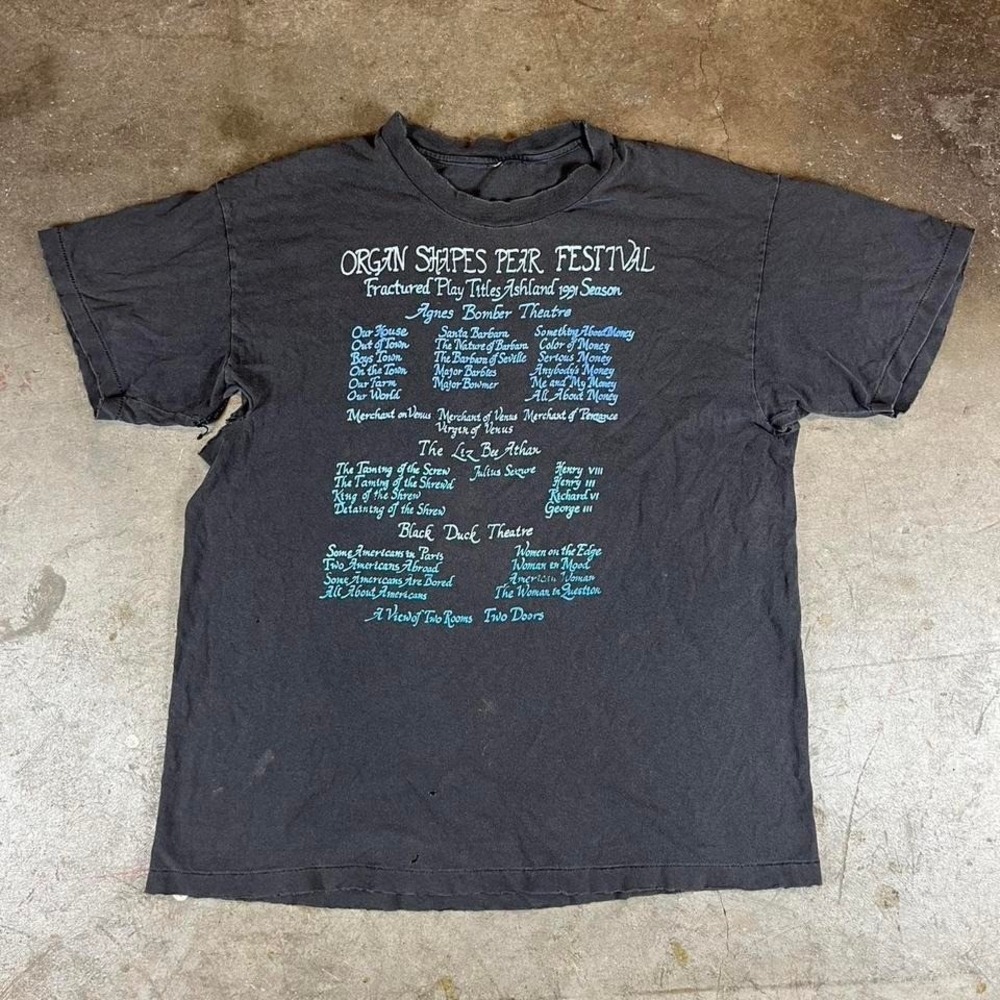 ORGAN SHAPES PEAR FESTIVAL
Fractured Play Titles Ashland 1991 Season
Agnes Bomber Theatre
Our House Santa Barbara Something About Money
Out of Town The Nature of Barbara Color of Money
Boys Town The Barbara of Seville Serious Money
On the Town Major Barbies Anybody's Money
Our Farm Major Bowmer Me and My Money
Our World All About Money
Merchant on Venus Merchant of Venus Merchant of Penzance
Virgin of Venus
The Liz Be Athan
The Taming of the Screw Julius Seizure Henry VIII
The Taming of the Shrewd Henry III
King of the Shrew Richard VI
Detaining of the Shrew George III
Black Duck Theatre
Some Americans in Paris Women on the Edge
Two Americans Abroad Woman in Mood
Some Americans Are Bored American Woman
All About Americans The Woman in Question
A View of Two Rooms Two Doors